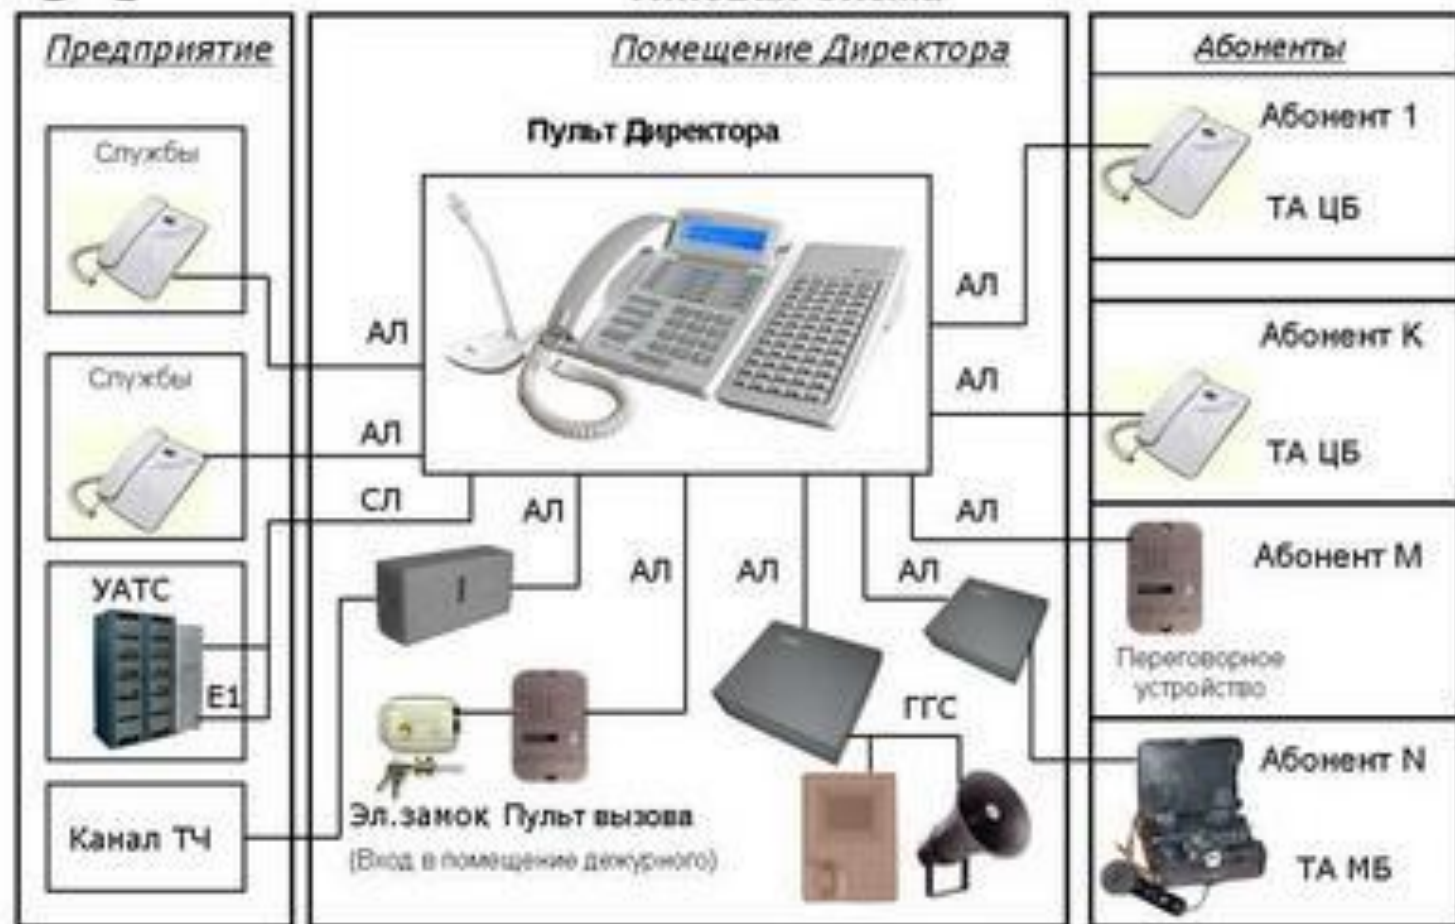 Предприятие
Помещение Директора
Абоненты
Пульт Директора
Службы
АЛ
Службы
АЛ
СЛ
УАТС
E1
Канал ТЧ
АЛ
АЛ
АЛ
АЛ
АЛ
АЛ
АЛ
ГГС
Эл.замок
Пульт вызова
(Вход в помещение дежурного)
Абонент 1
ТА ЦБ
Абонент К
ТА ЦБ
Абонент М
Переговорное
устройство
Абонент N
ТА МБ